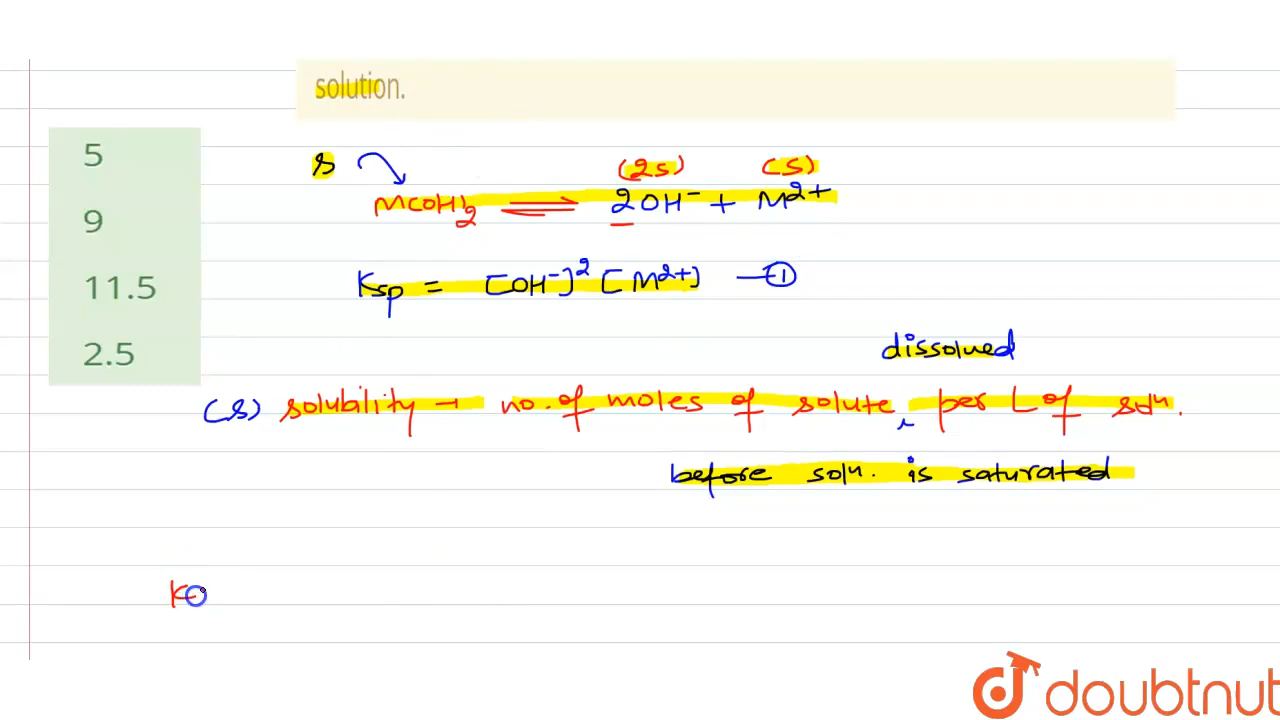 solution.
5
9
11.5
2.5
s
(2s) (s)
M(OH)2 ⇌ 2OH⁻ + M²⁺
Ksp = [OH⁻]² [M²⁺] —①
dissolved
(s) solubility → no. of moles of solute, per L of solⁿ.
before solⁿ. is saturated
K
doubtnut